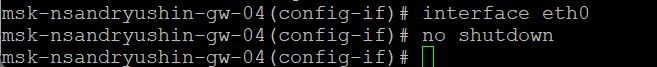 msk-nsandryushin-gw-04(config-if)# interface eth0
msk-nsandryushin-gw-04(config-if)# no shutdown
msk-nsandryushin-gw-04(config-if)#